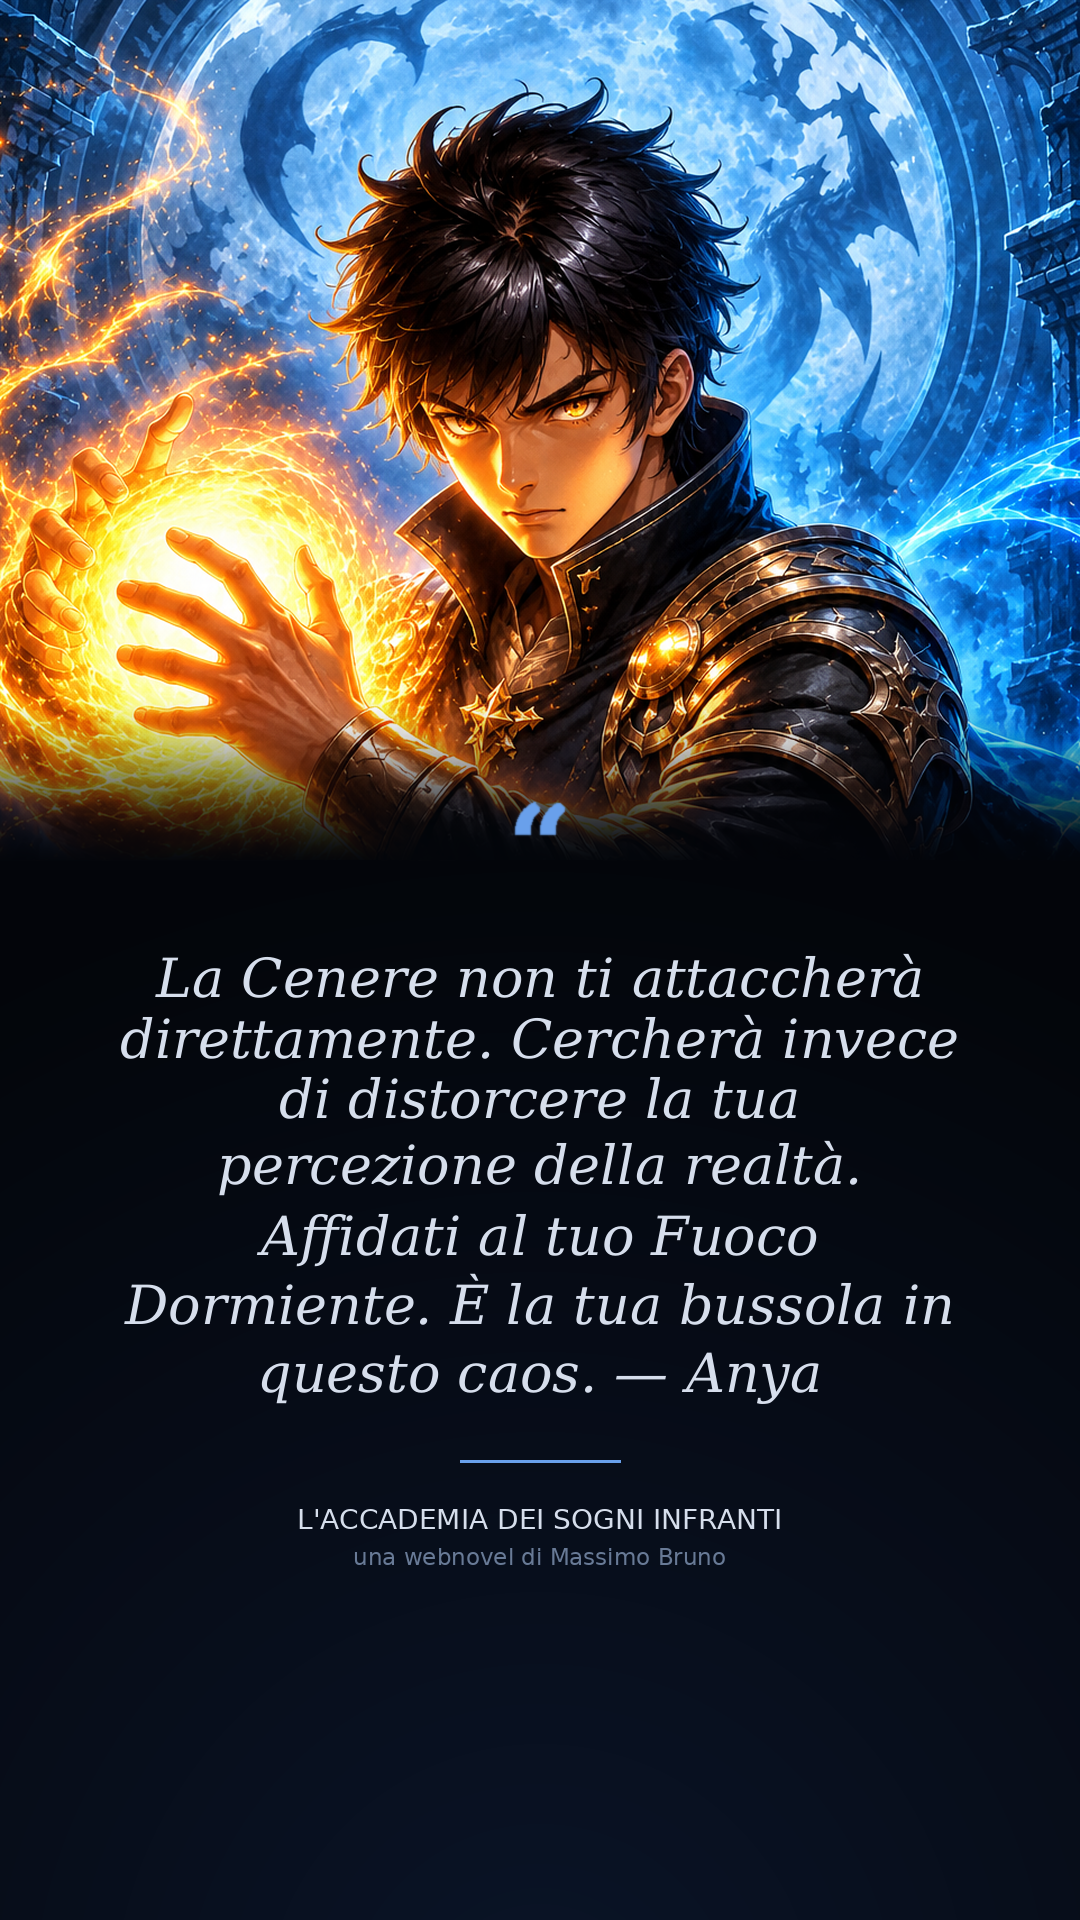 “
La Cenere non ti attaccherà
direttamente. Cercherà invece
di distorcere la tua
percezione della realtà.
Affidati al tuo Fuoco
Dormiente. È la tua bussola in
questo caos. — Anya
L'ACCADEMIA DEI SOGNI INFRANTI
una webnovel di Massimo Bruno